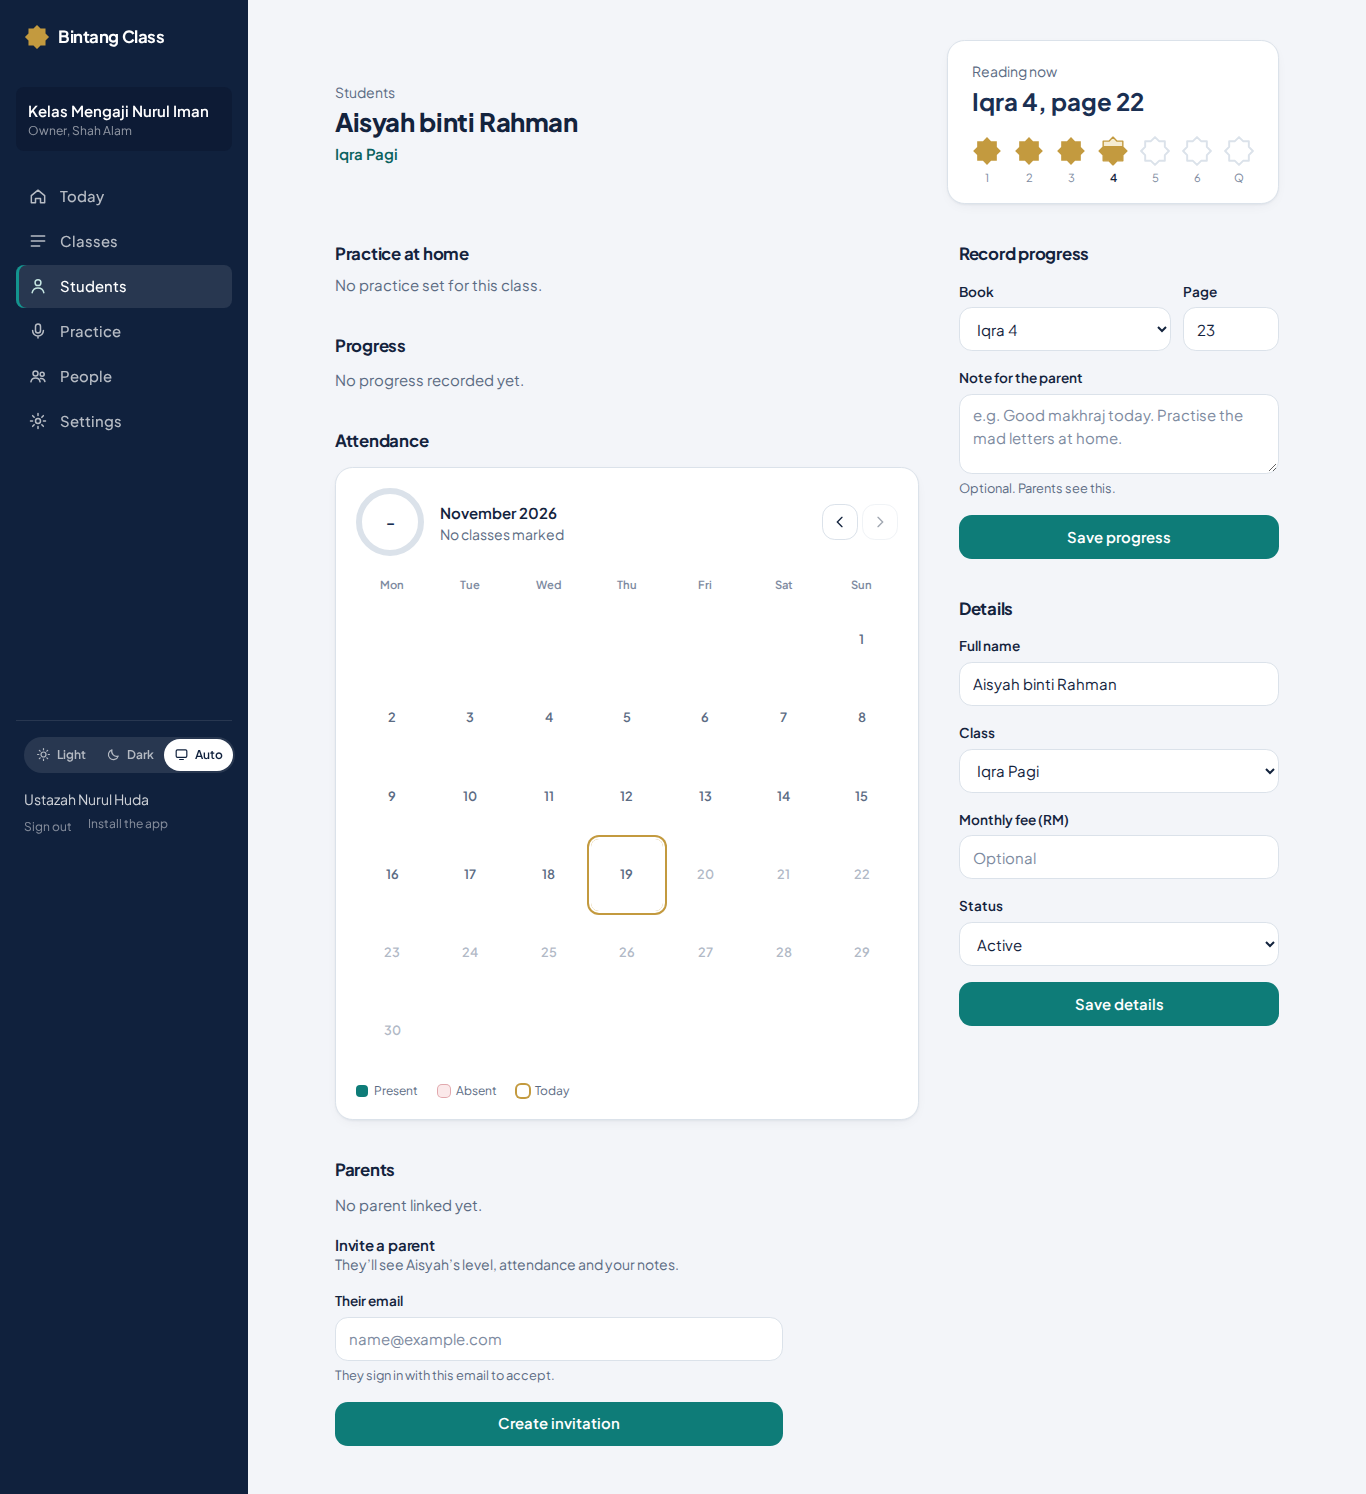 Bintang Class
Kelas Mengaji Nurul Iman
Owner, Shah Alam
Today
Classes
Students
Practice
People
Settings
Light Dark Auto
Ustazah Nurul Huda
Sign out Install the app
Students
Aisyah binti Rahman
Iqra Pagi
Reading now
Iqra 4, page 22
1 2 3 4 5 6 Q
Practice at home
No practice set for this class.
Progress
No progress recorded yet.
Attendance
-
November 2026
No classes marked
Mon Tue Wed Thu Fri Sat Sun
1
2 3 4 5 6 7 8
9 10 11 12 13 14 15
16 17 18 19 20 21 22
23 24 25 26 27 28 29
30
Present Absent Today
Parents
No parent linked yet.
Invite a parent
They'll see Aisyah's level, attendance and your notes.
Their email
name@example.com
They sign in with this email to accept.
Create invitation
Record progress
Book Page
Iqra 4 23
Note for the parent
e.g. Good makhraj today. Practise the
mad letters at home.
Optional. Parents see this.
Save progress
Details
Full name
Aisyah binti Rahman
Class
Iqra Pagi
Monthly fee (RM)
Optional
Status
Active
Save details